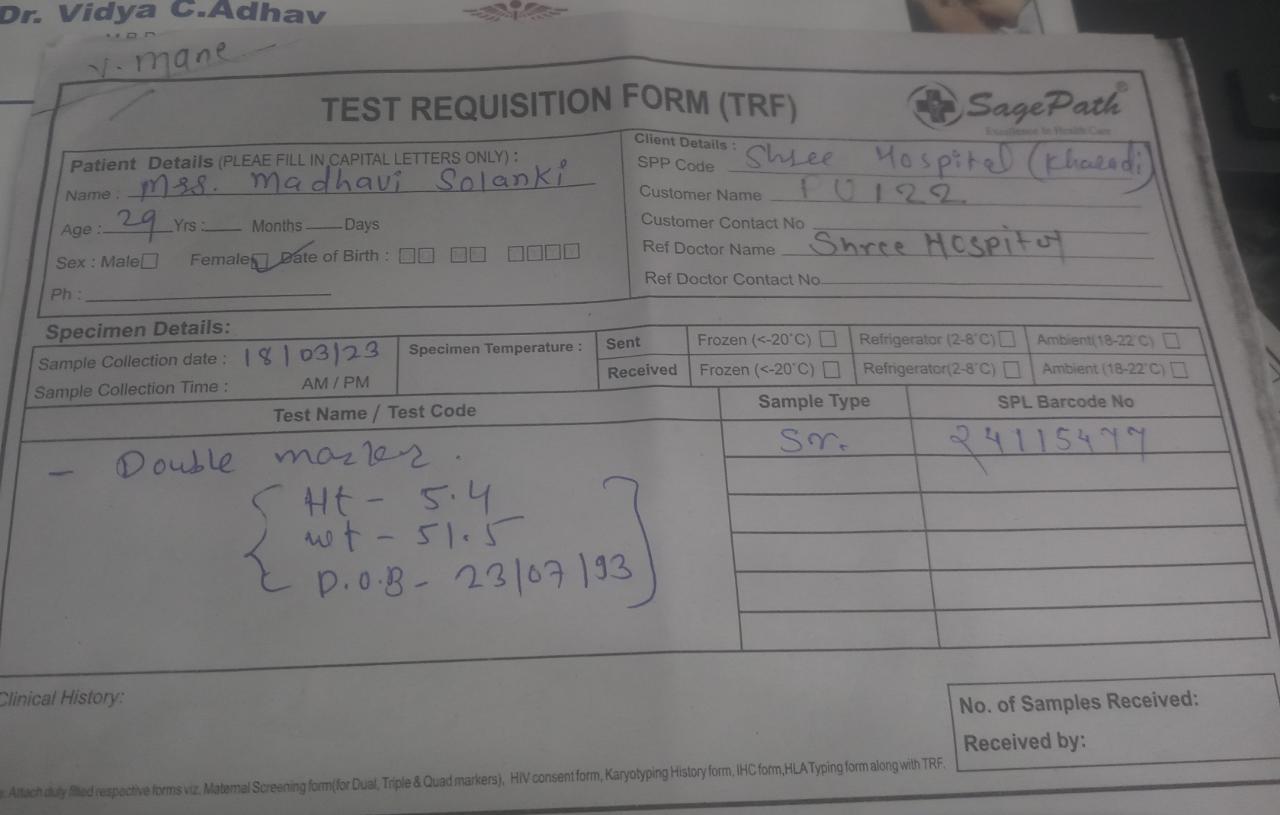 Dr. Vidya C.Adhav
V. mane
TEST REQUISITION FORM (TRF)
SagePath®
Excellence In Health Care
Patient Details (PLEAE FILL IN CAPITAL LETTERS ONLY) :
Name : Mrs. Madhavi Solanki
Age : 29 Yrs : Months Days
Sex : Male Female Date of Birth :
Ph :
Client Details :
SPP Code Shree Hospital (Kharadi)
Customer Name PU122
Customer Contact No
Ref Doctor Name Shree Hospital
Ref Doctor Contact No
Specimen Details:
Sample Collection date : 18/03/23
Sample Collection Time : AM / PM
Specimen Temperature :
Sent Frozen (<-20°C) Refrigerator (2-8°C) Ambient(18-22°C)
Received Frozen (<-20°C) Refrigerator(2-8°C) Ambient (18-22°C)
Test Name / Test Code Sample Type SPL Barcode No
- Double marker. Sr. 24115477
Ht - 5.4
wt - 51.5
D.O.B - 23/07/93
Clinical History:
No. of Samples Received:
Received by:
Attach duly filled respective forms viz. Maternal Screening form(for Dual, Triple & Quad markers), HIV consent form, Karyotyping History form, IHC form,HLA Typing form along with TRF.